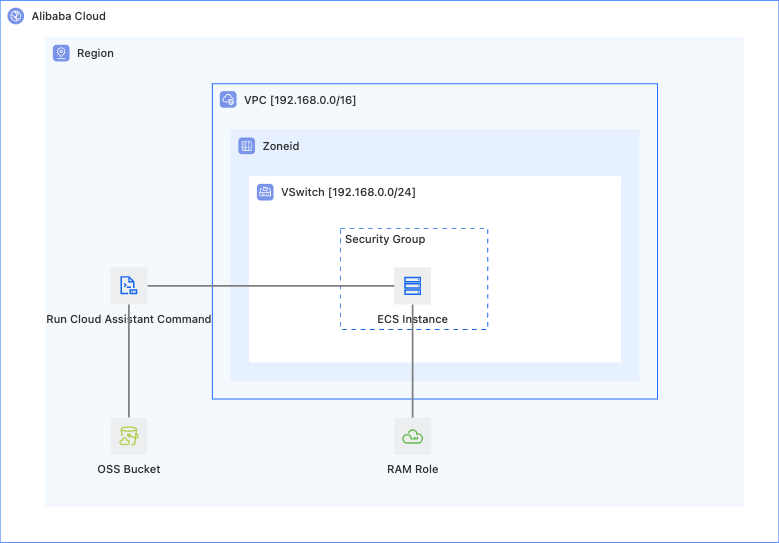 Alibaba Cloud
Region
VPC [192.168.0.0/16]
Zoneid
VSwitch [192.168.0.0/24]
Security Group
Run Cloud Assistant Command
ECS Instance
OSS Bucket
RAM Role